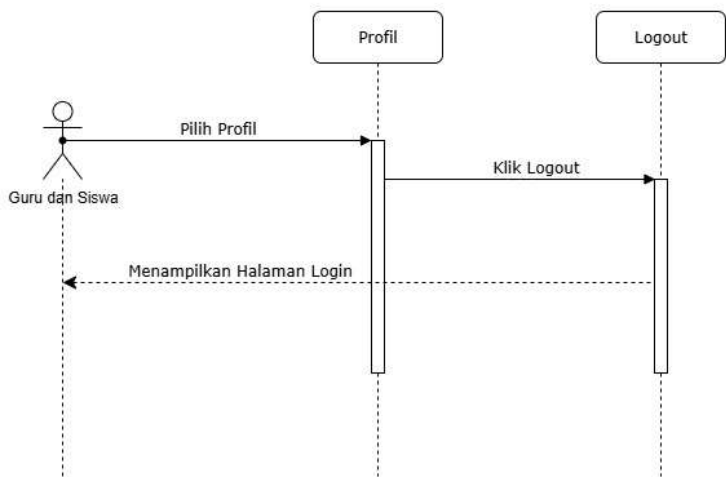 Profil
Logout
Pilih Profil
Klik Logout
Guru dan Siswa
Menampilkan Halaman Login